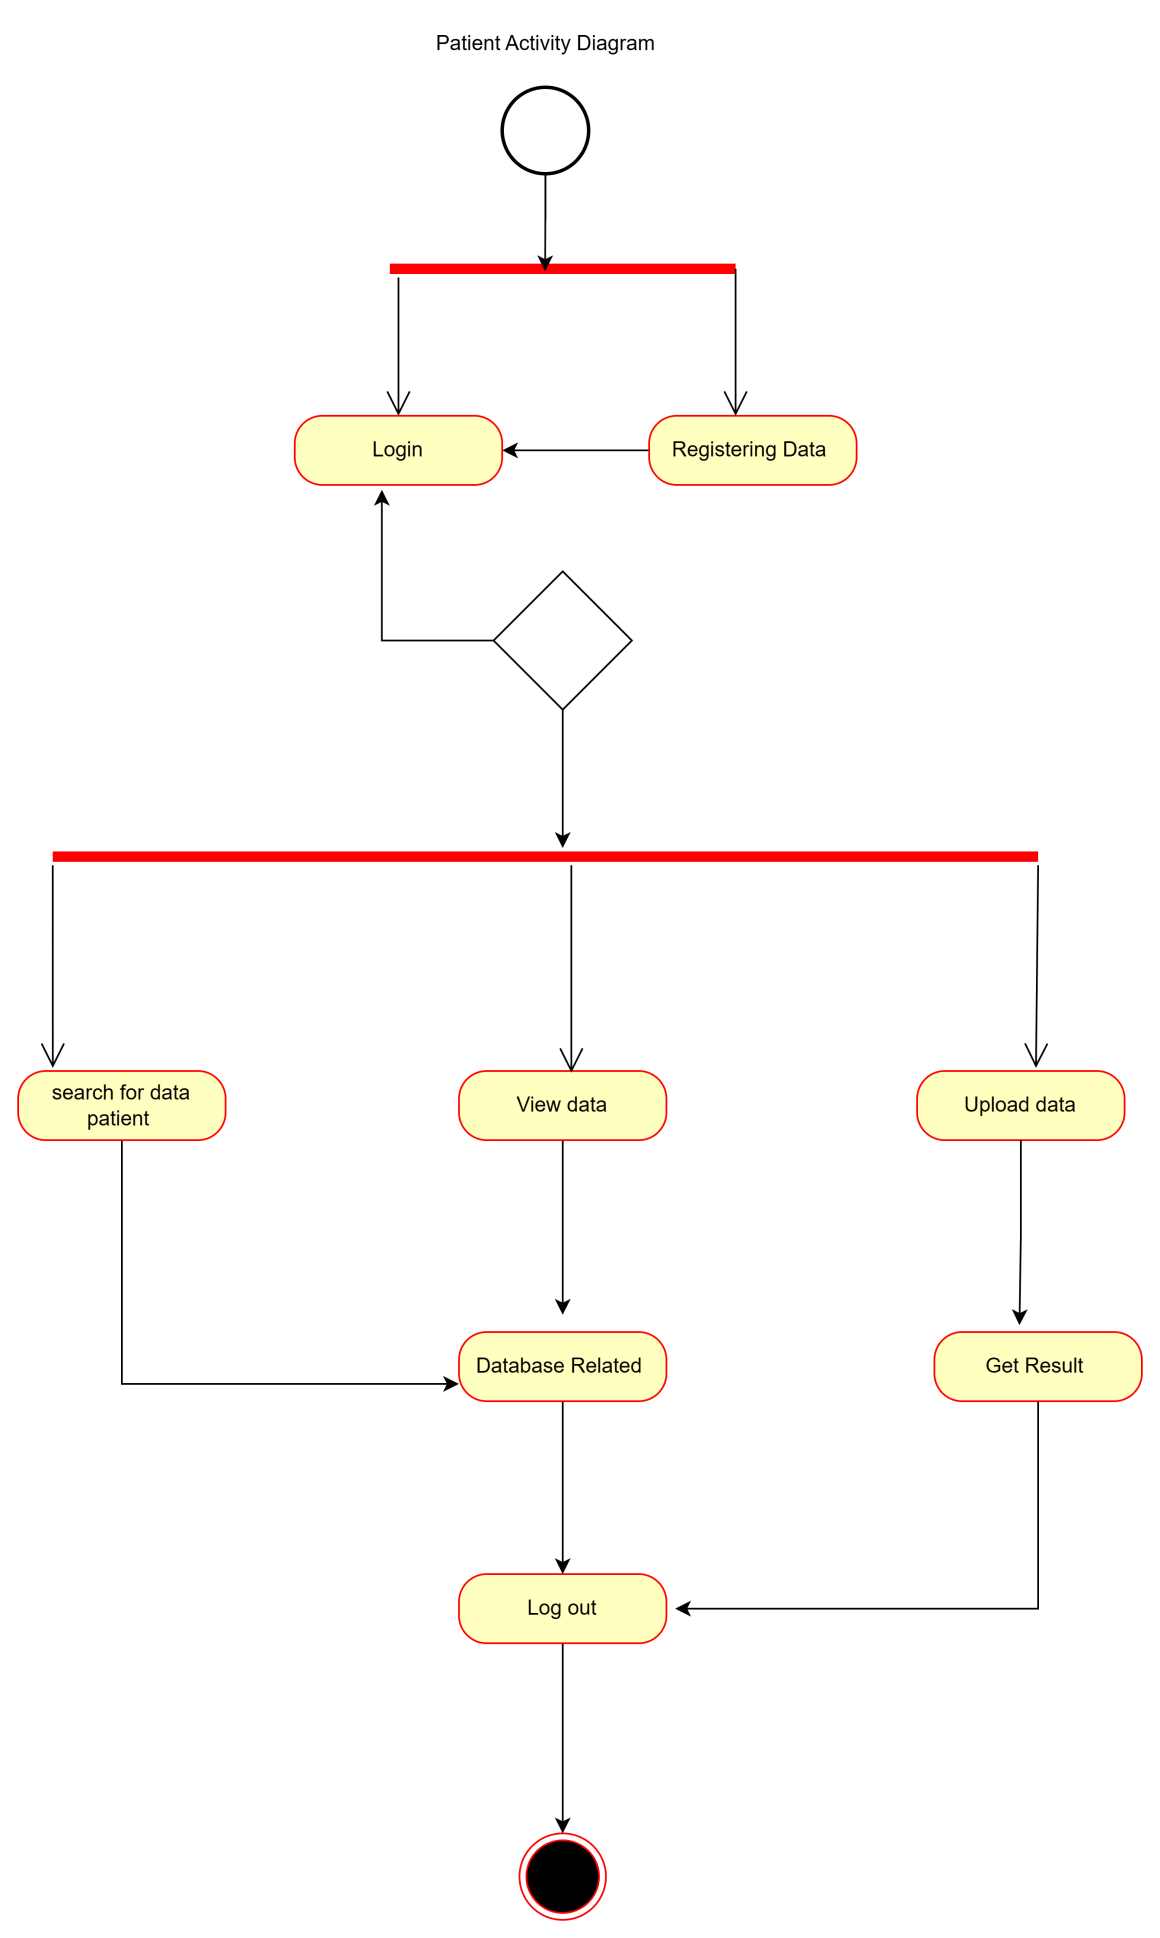 Patient Activity Diagram
Login
Registering Data
search for data
patient
View data
Upload data
Database Related
Get Result
Log out